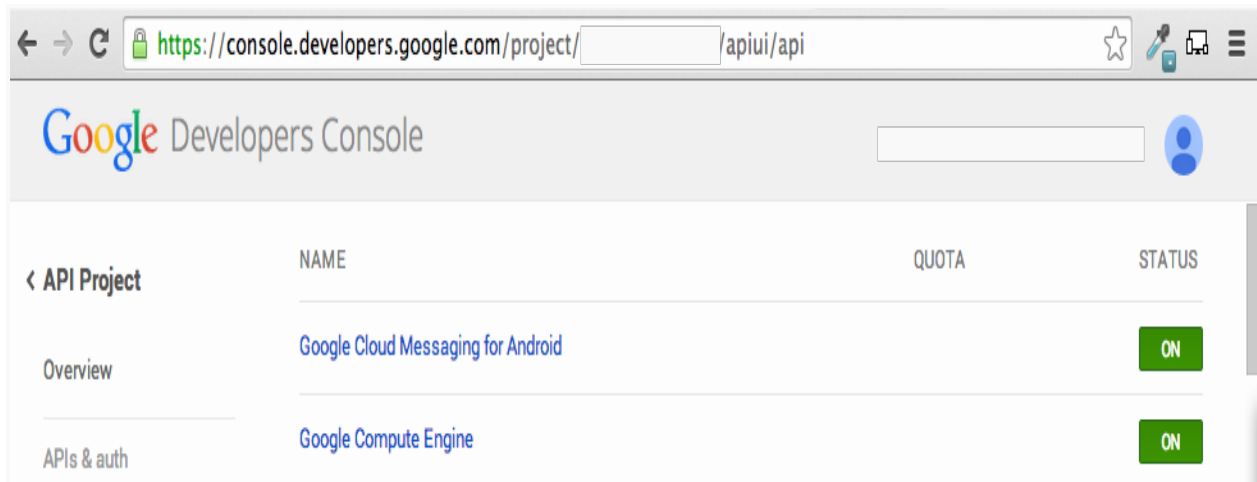 https://console.developers.google.com/project/ /apiui/api
Google Developers Console
< API Project
NAME QUOTA STATUS
Overview
Google Cloud Messaging for Android ON
APIs & auth
Google Compute Engine ON